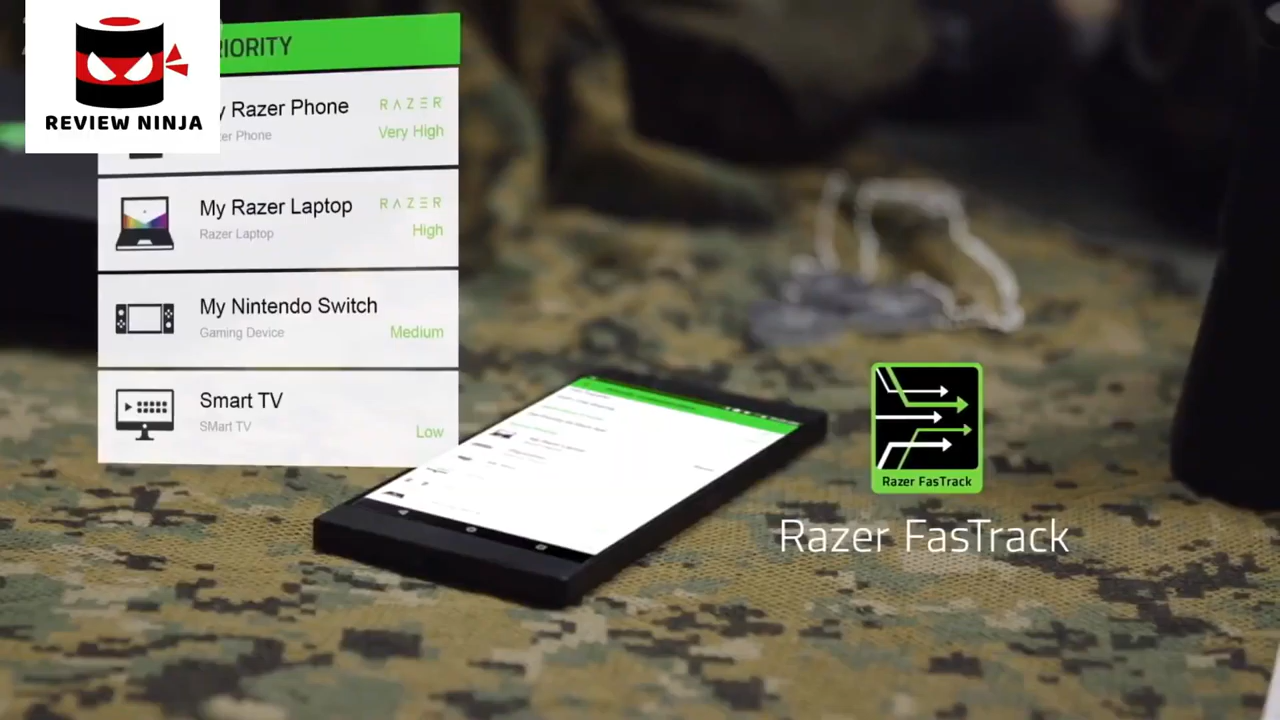 REVIEW NINJA
RIORITY
y Razer Phone
RAZER
zer Phone
Very High
My Razer Laptop
RAZER
Razer Laptop
High
My Nintendo Switch
Gaming Device
Medium
Smart TV
SMart TV
Low
Razer FasTrack
Razer FasTrack